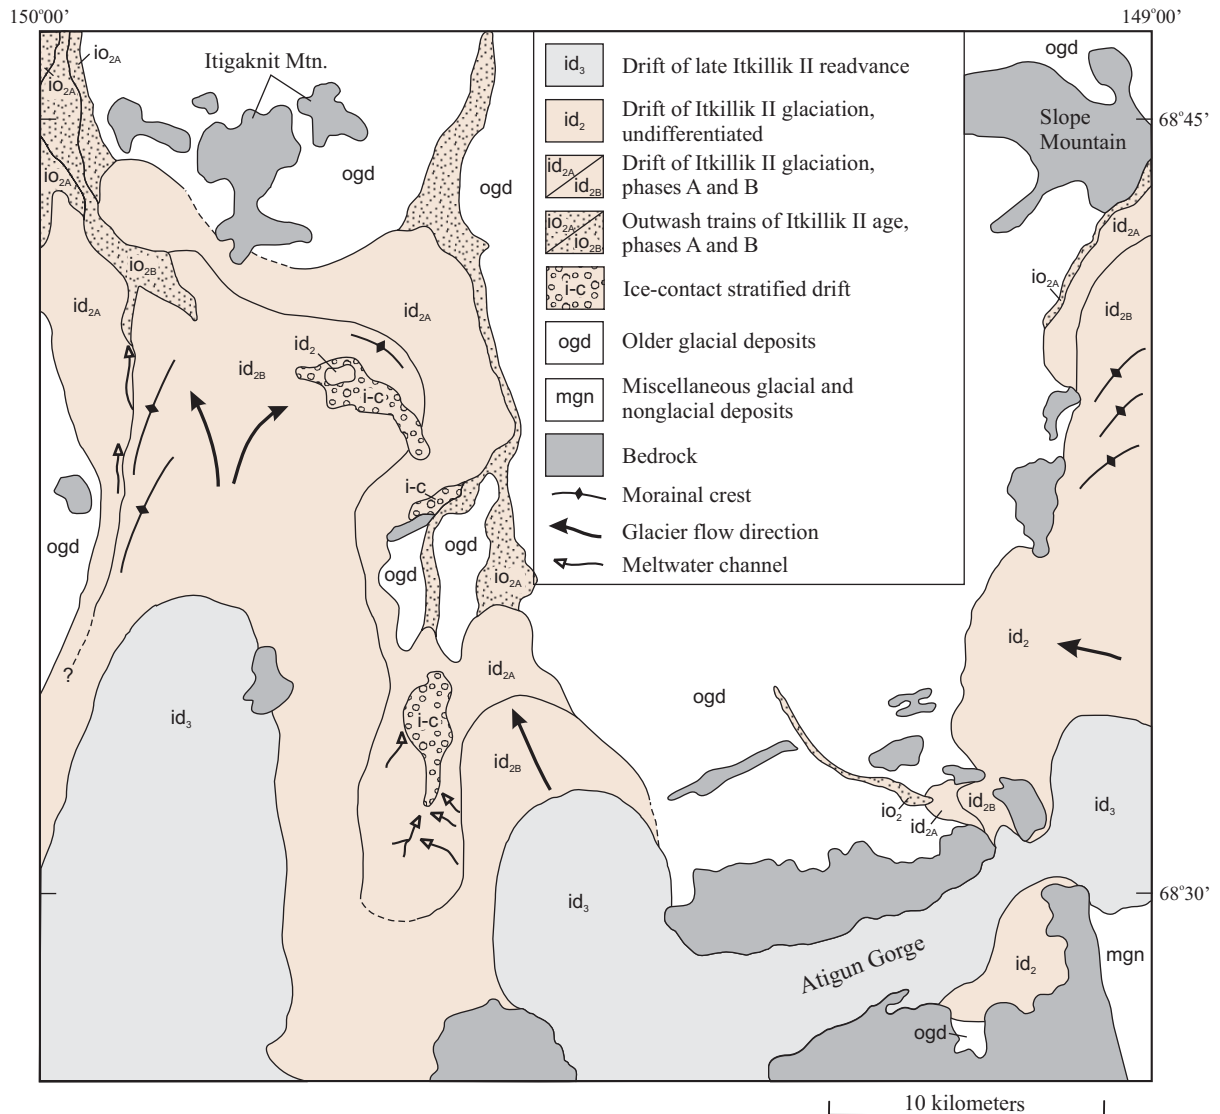 150°00’
149°00’
io2A
Itigaknit Mtn.
io2A
io2A
ogd
ogd
ogd
Slope
Mountain
68°45’
id3
Drift of late Itkillik II readvance
id2
Drift of Itkillik II glaciation,
undifferentiated
id2A
id2B
Drift of Itkillik II glaciation,
phases A and B
io2A
io2B
Outwash trains of Itkillik II age,
phases A and B
i-c
Ice-contact stratified drift
ogd
Older glacial deposits
mgn
Miscellaneous glacial and
nonglacial deposits
Bedrock
Morainal crest
Glacier flow direction
Meltwater channel
io2B
id2A
id2A
id2
id2B
i-c
i-c
id2A
io2A
id2B
ogd
ogd
ogd
io2A
?
id3
id2A
i-c
id2B
id3
ogd
id2
io2
id2A
id2B
id3
68°30’
Atigun Gorge
id2
mgn
ogd
10 kilometers